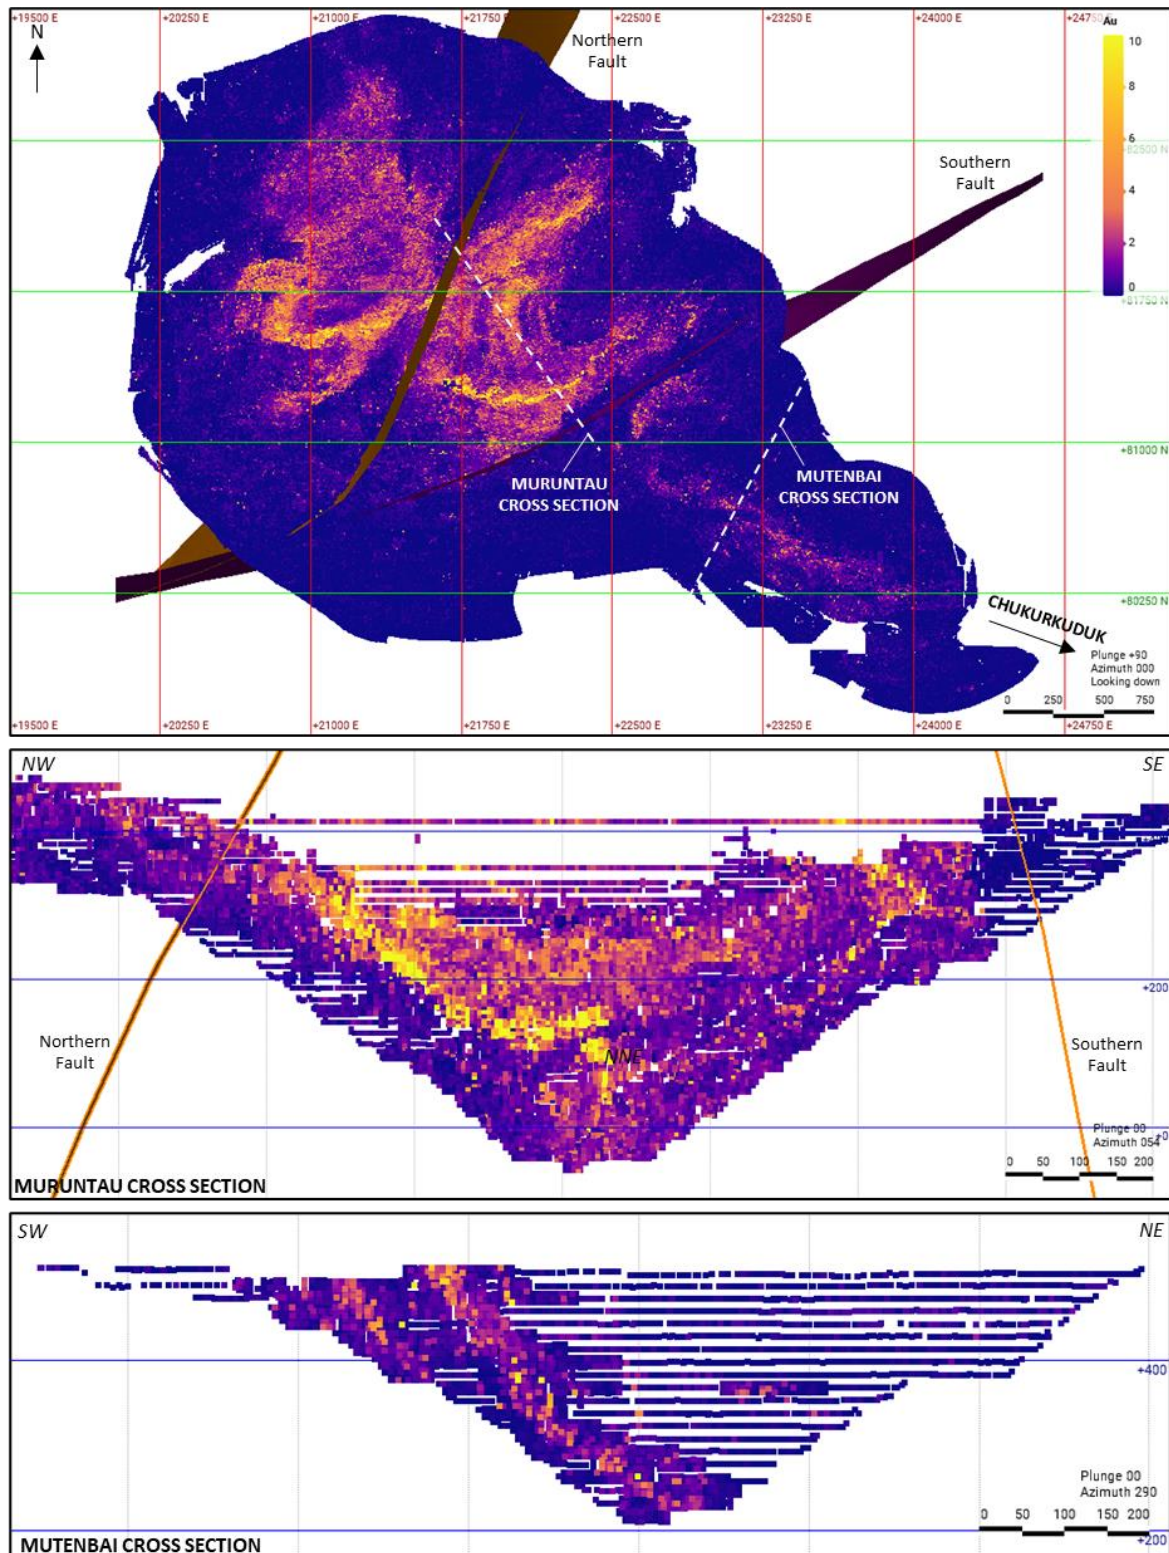 +19500 E
+20250 E
+21000 E
+21750 E
+22500 E
+23250 E
+24000 E
+24750 E
Au
N
Northern
Fault
10
8
6
4
2
0
+82500 N
Southern
Fault
+81750 N
+81000 N
MURUNTAU
CROSS SECTION
MUTENBAI
CROSS SECTION
+80250 N
CHUKURKUDUK
Plunge +90
Azimuth 000
Looking down
0 250 500 750
+19500 E
+20250 E
+21000 E
+21750 E
+22500 E
+23250 E
+24000 E
+24750 E
NW
SE
+200
Northern
Fault
NNE
Southern
Fault
Plunge 00
Azimuth 054
+0
0 50 100 150 200
MURUNTAU CROSS SECTION
SW
NE
+400
Plunge 00
Azimuth 290
0 50 100 150 200
+200
MUTENBAI CROSS SECTION